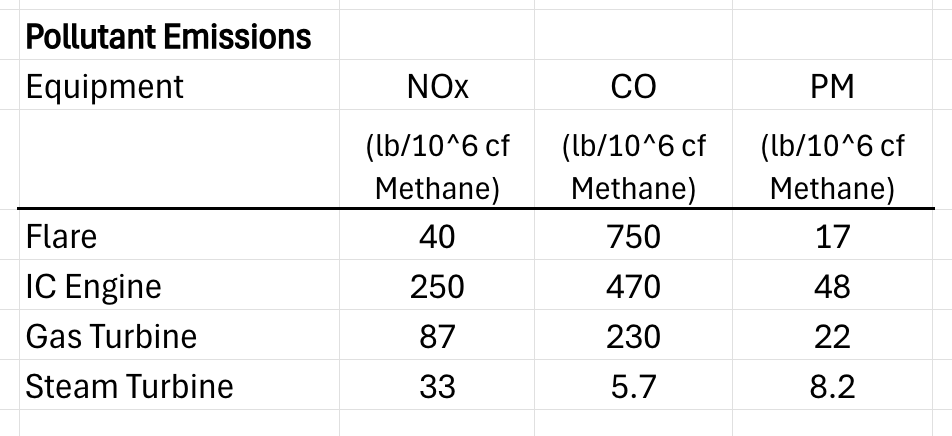 Pollutant Emissions
Equipment NOx CO PM
(lb/10^6 cf (lb/10^6 cf (lb/10^6 cf
Methane) Methane) Methane)
Flare 40 750 17
IC Engine 250 470 48
Gas Turbine 87 230 22
Steam Turbine 33 5.7 8.2